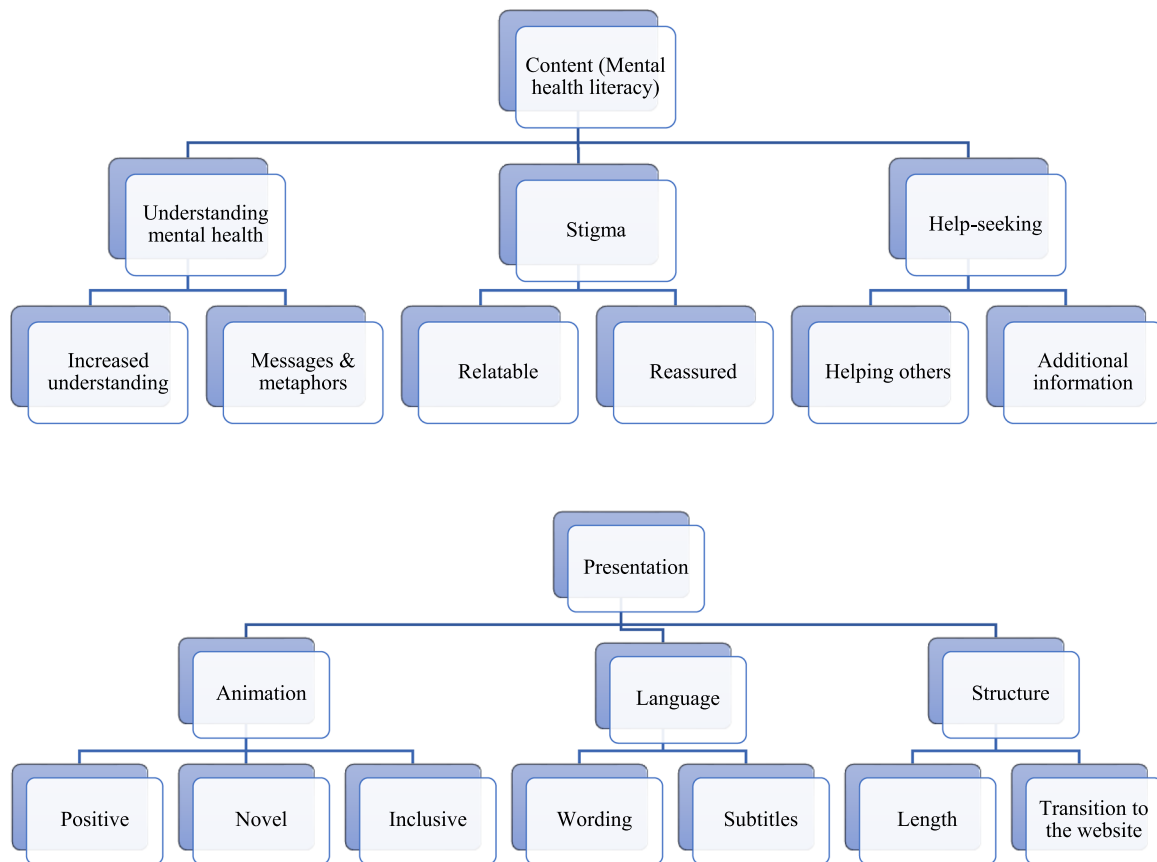 Content (Mental
health literacy)
Understanding
mental health
Stigma
Help-seeking
Increased
understanding
Messages &
metaphors
Relatable
Reassured
Helping others
Additional
information
Presentation
Animation
Language
Structure
Positive
Novel
Inclusive
Wording
Subtitles
Length
Transition to
the website